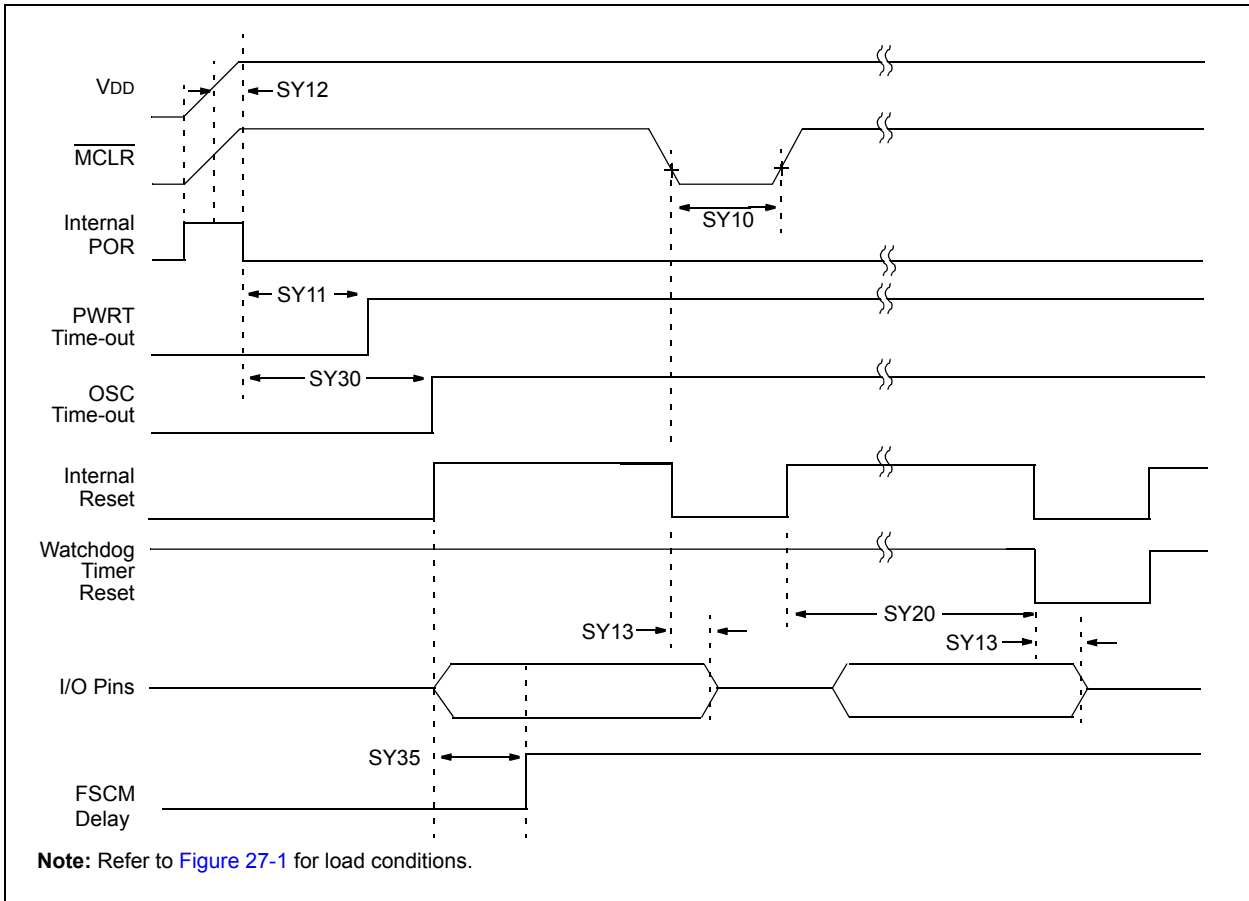 VDD
SY12
MCLR
SY10
Internal
POR
SY11
PWRT
Time-out
SY30
OSC
Time-out
Internal
Reset
Watchdog
Timer
Reset
SY20
SY13
SY13
I/O Pins
SY35
FSCM
Delay
Note: Refer to Figure 27-1 for load conditions.